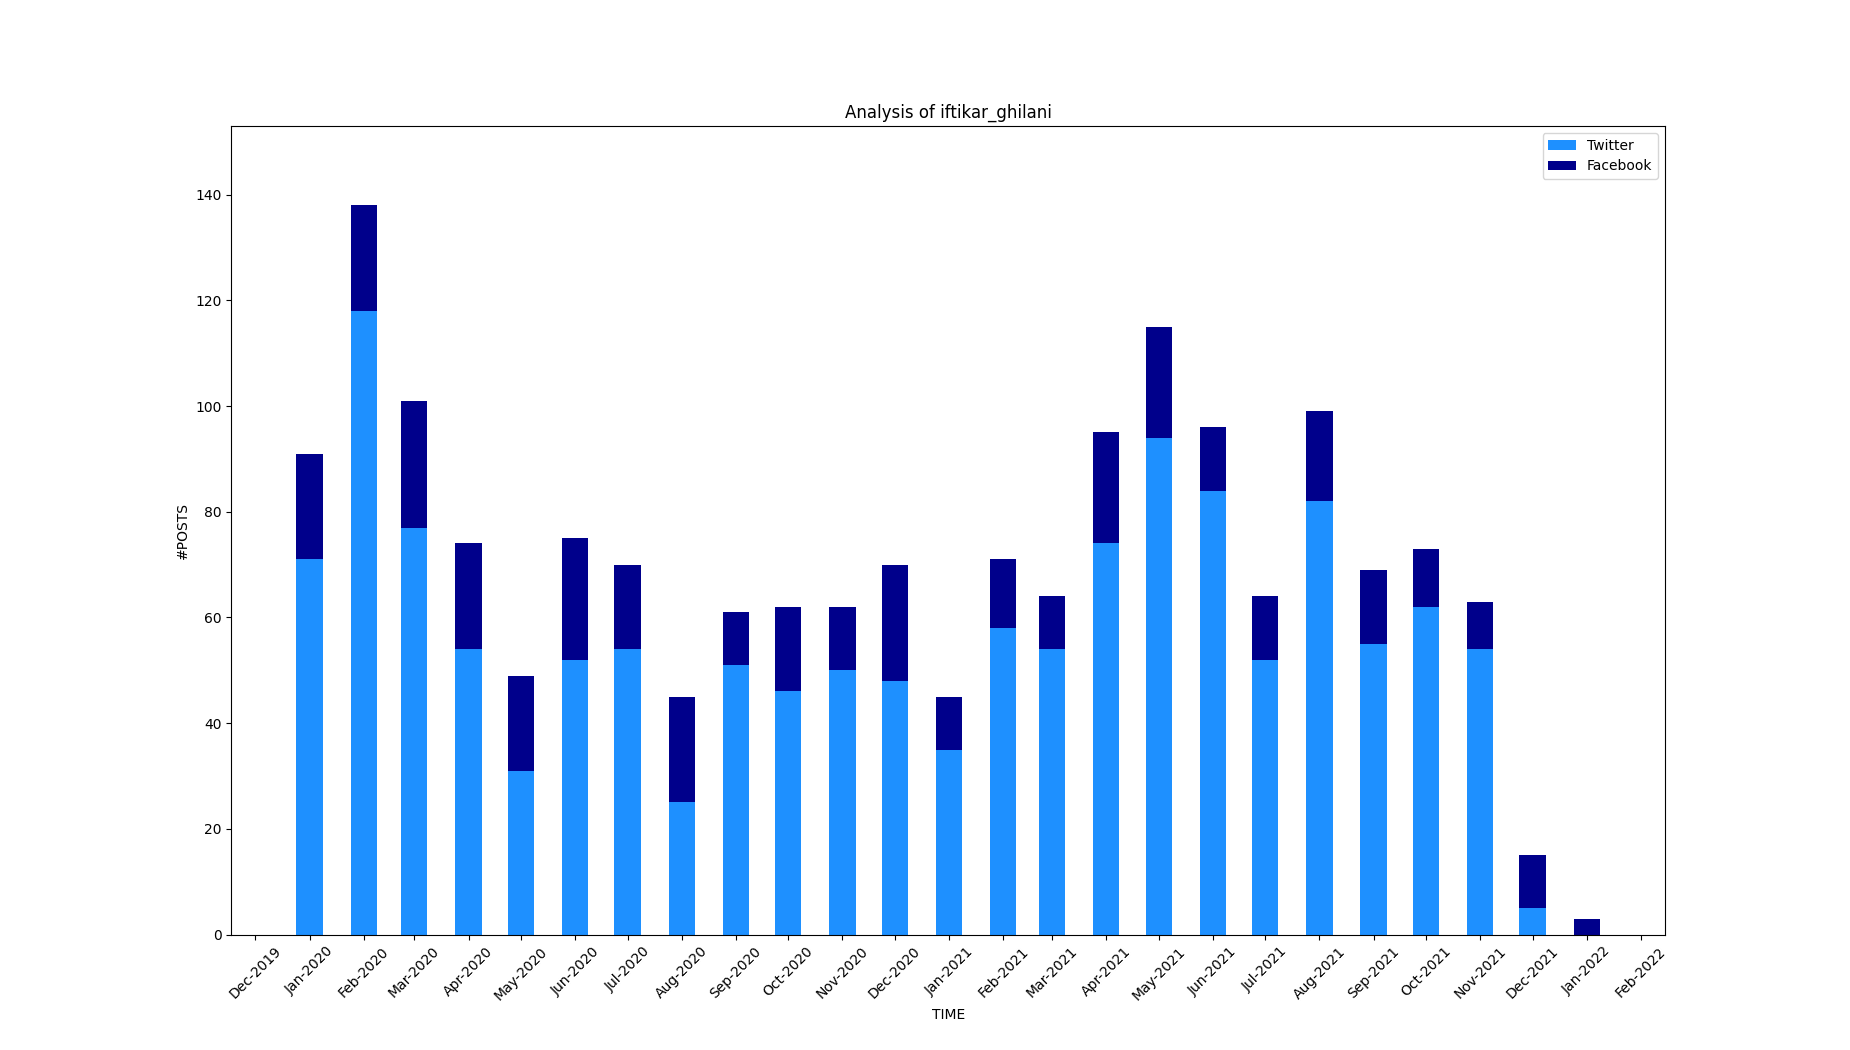 Analysis of iftikar_ghilani
Twitter
Facebook
140
120
100
80
60
40
20
0
#POSTS
Dec-2019
Jan-2020
Feb-2020
Mar-2020
Apr-2020
May-2020
Jun-2020
Jul-2020
Aug-2020
Sep-2020
Oct-2020
Nov-2020
Dec-2020
Jan-2021
Feb-2021
Mar-2021
Apr-2021
May-2021
Jun-2021
Jul-2021
Aug-2021
Sep-2021
Oct-2021
Nov-2021
Dec-2021
Jan-2022
Feb-2022
TIME